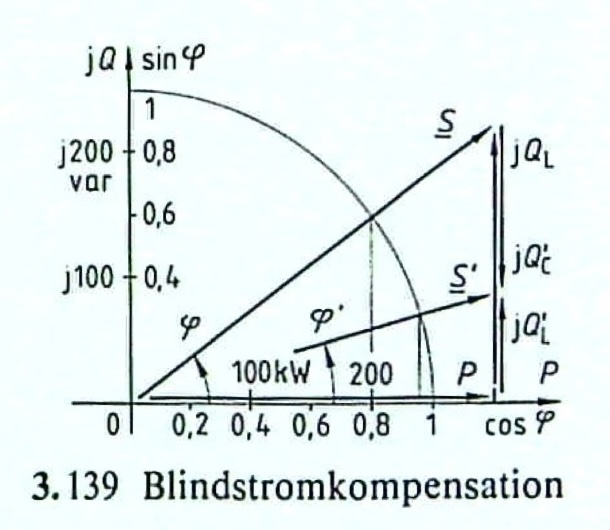 jQ sin φ
1
S
j200 0,8
var
jQL
0,6
jQ'C
j100 0,4
S'
φ φ'
jQ'L
100kW 200 P P
0 0,2 0,4 0,6 0,8 1 cos φ
3.139 Blindstromkompensation